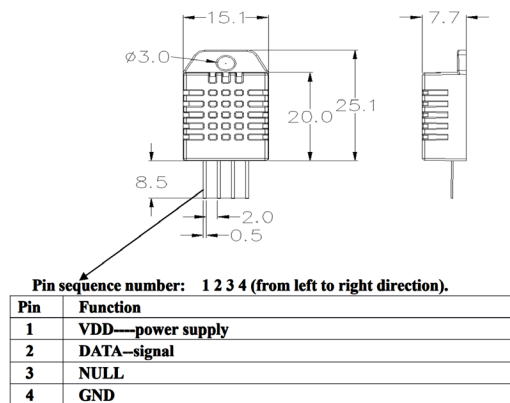 15.1
7.7
ø3.0
20.0
25.1
8.5
2.0
0.5
Pin sequence number: 1 2 3 4 (from left to right direction).
Pin Function
1 VDD----power supply
2 DATA--signal
3 NULL
4 GND